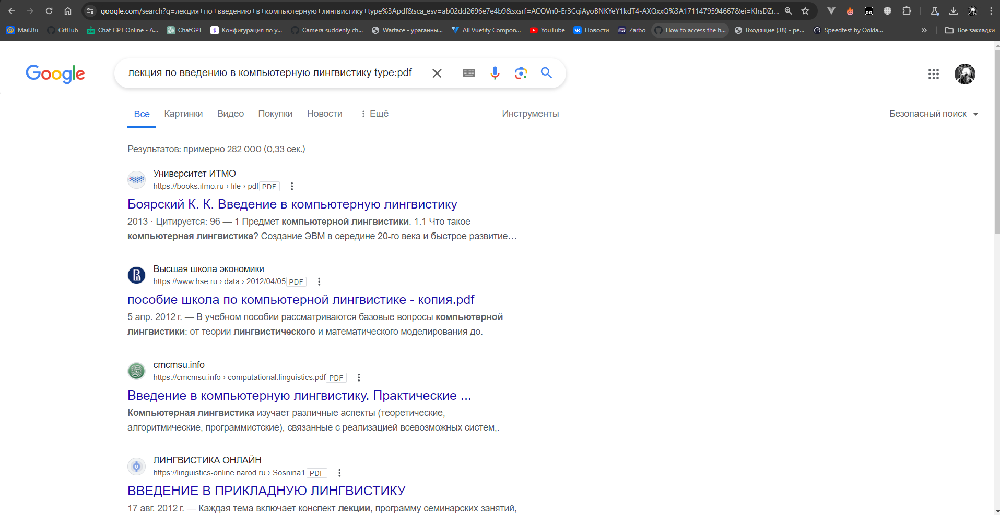 google.com/search?q=лекция+по+введению+в+компьютерную+лингвистику+type%3Apdf&sca_esv=ab02dd2696e7e4b9&sxsrf=ACQVn0-Er3CqiAyoBNKYeY1kdT4-AXQxxQ%3A1711479594667&ei=KhsDZr...
Mail.Ru GitHub Chat GPT Online - A... ChatGPT Конфигурация по у... Camera suddenly ch... Warface - ураганны... All Vuetify Compon... YouTube Новости Zarbo How to access the h... Входящие (38) - pe... Speedtest by Ookla... » Все закладки
Google лекция по введению в компьютерную лингвистику type:pdf
Все Картинки Видео Покупки Новости Ещё Инструменты Безопасный поиск
Результатов: примерно 282 000 (0,33 сек.)
Университет ИТМО
https://books.ifmo.ru › file › pdf PDF
Боярский К. К. Введение в компьютерную лингвистику
2013 · Цитируется: 96 — 1 Предмет компьютерной лингвистики. 1.1 Что такое
компьютерная лингвистика? Создание ЭВМ в середине 20-го века и быстрое развитие…
Высшая школа экономики
https://www.hse.ru › data › 2012/04/05 PDF
пособие школа по компьютерной лингвистике - копия.pdf
5 апр. 2012 г. — В учебном пособии рассматриваются базовые вопросы компьютерной
лингвистики: от теории лингвистического и математического моделирования до.
cmcmsu.info
https://cmcmsu.info › computational.linguistics.pdf PDF
Введение в компьютерную лингвистику. Практические ...
Компьютерная лингвистика изучает различные аспекты (теоретические,
алгоритмические, программистские), связанные с реализацией всевозможных систем,.
ЛИНГВИСТИКА ОНЛАЙН
https://linguistics-online.narod.ru › Sosnina1 PDF
ВВЕДЕНИЕ В ПРИКЛАДНУЮ ЛИНГВИСТИКУ
17 авг. 2012 г. — Каждая тема включает конспект лекции, программу семинарских занятий,